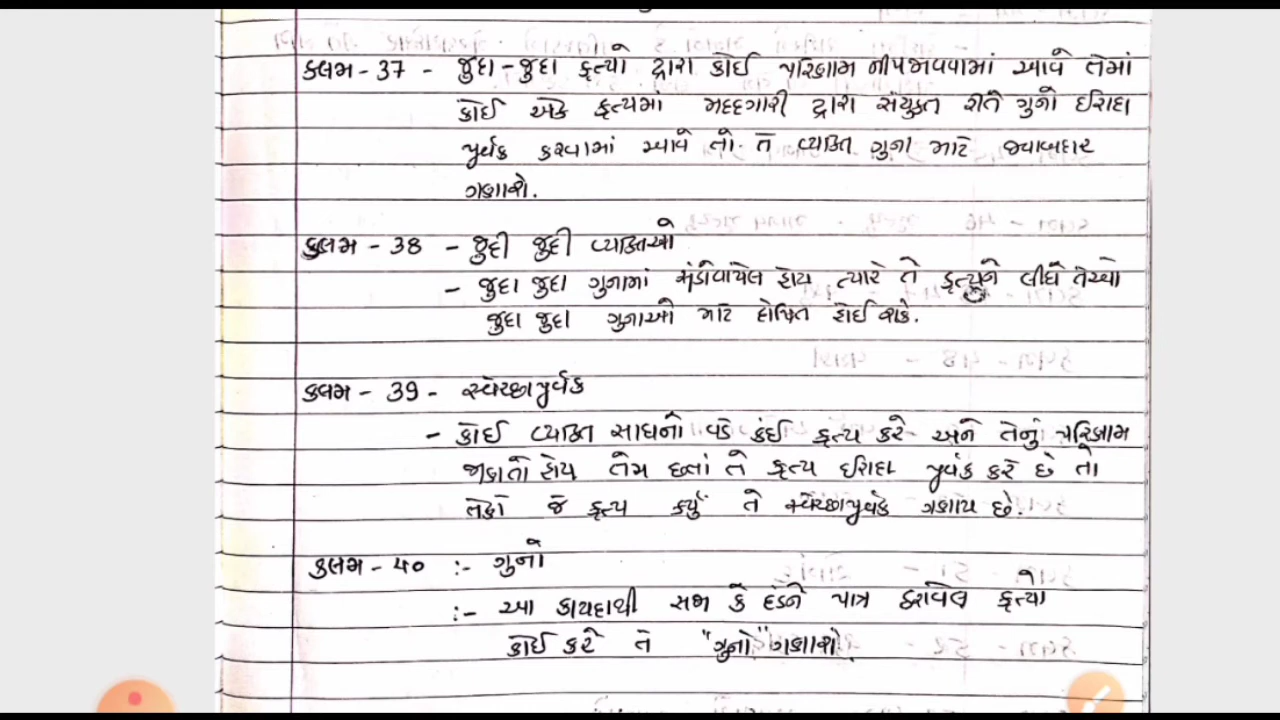 કલમ - 37 - જુદા-જુદા કૃત્યો દ્વારા કોઈ પરિણામ નીપજાવવામાં આવે તેમાં
કોઈ એક કૃત્યમાં મદદગારી દ્વારા સંયુક્ત રીતે ગુનો ઈરાદા
પૂર્વક કરવામાં આવે તો તે વ્યક્તિ ગુના માટે જવાબદાર
ગણાશે.
કલમ - 38 - જુદી જુદી વ્યક્તિઓ
- જુદા જુદા ગુનામાં સંડોવાયેલ હોય ત્યારે તે કૃત્યને લીધે તેઓ
જુદા જુદા ગુનાઓ માટે દોષિત હોઈ શકે.
કલમ - 39 - સ્વેચ્છાપૂર્વક
- કોઈ વ્યક્તિ સાધનો વડે કંઈ કૃત્ય કરે અને તેનું પરિણામ
જાણતો હોય તેમ છતાં તે કૃત્ય ઈરાદા પૂર્વક કરે છે તો
તેણે જે કૃત્ય કર્યું તે સ્વેચ્છાપૂર્વક ગણાય છે.
કલમ - ૪૦ :- ગુનો
:- આ કાયદાથી સજા કે દંડને પાત્ર ઠરાવેલ કૃત્યો
કોઈ કરે તે "ગુનો" ગણાશે.